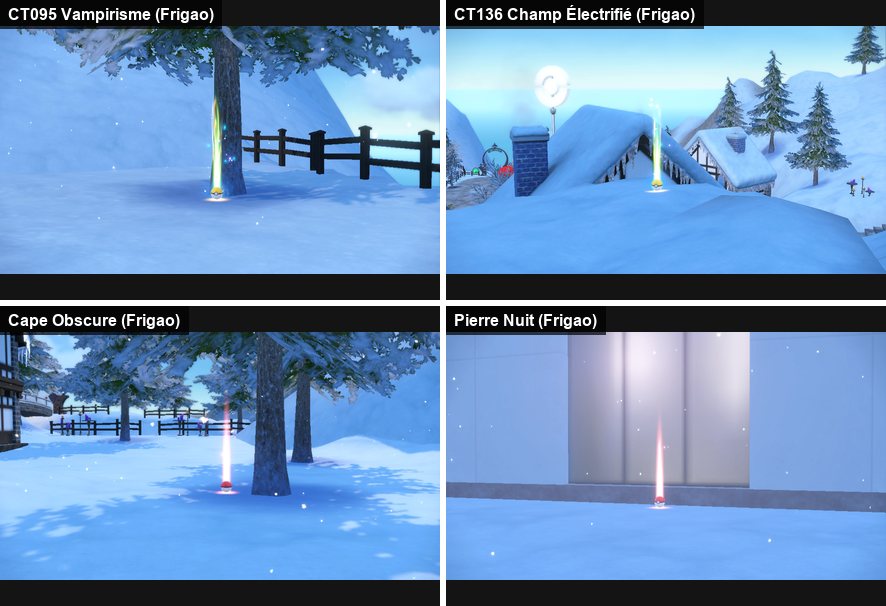 CT095 Vampirisme (Frigao)
CT136 Champ Électrifié (Frigao)
Cape Obscure (Frigao)
Pierre Nuit (Frigao)